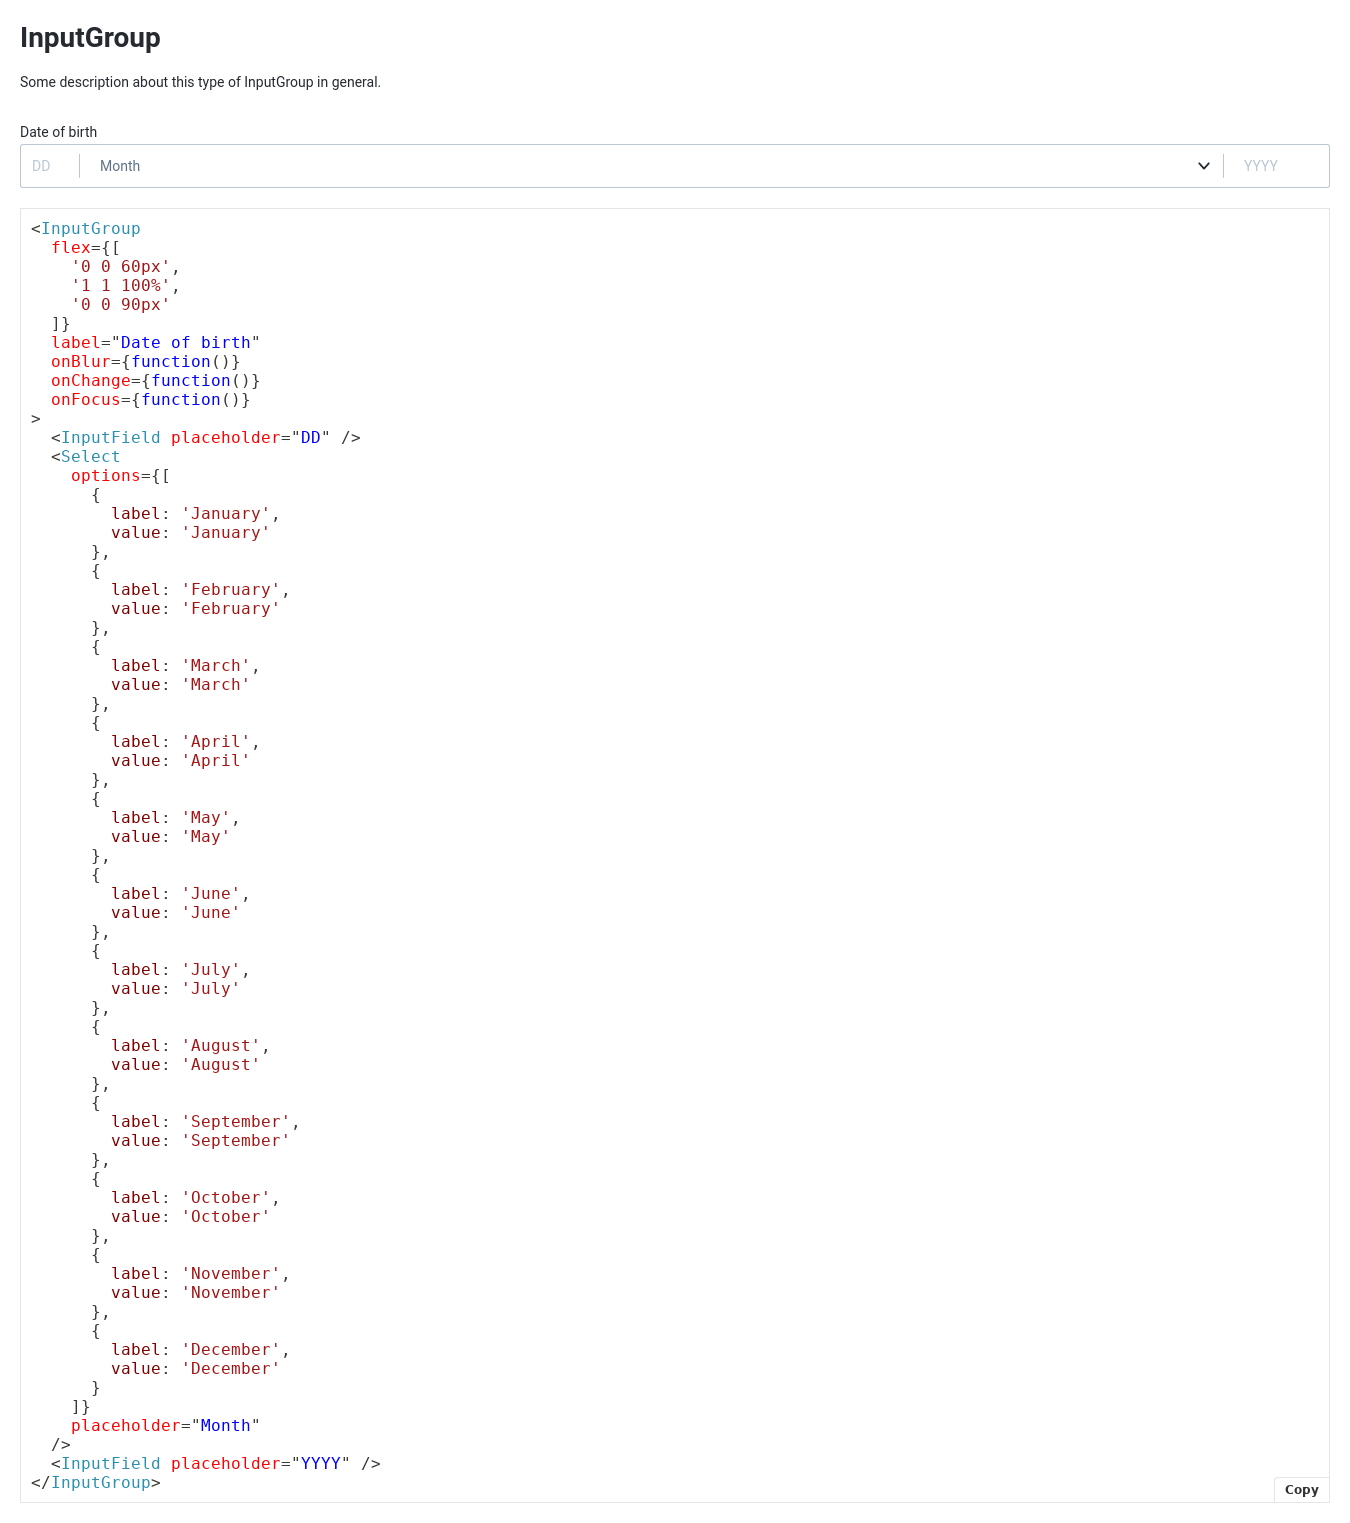 InputGroup
Some description about this type of InputGroup in general.
Date of birth
DD Month YYYY
<InputGroup
  flex={[
    '0 0 60px',
    '1 1 100%',
    '0 0 90px'
  ]}
  label="Date of birth"
  onBlur={function()}
  onChange={function()}
  onFocus={function()}
>
  <InputField placeholder="DD" />
  <Select
    options={[
      {
        label: 'January',
        value: 'January'
      },
      {
        label: 'February',
        value: 'February'
      },
      {
        label: 'March',
        value: 'March'
      },
      {
        label: 'April',
        value: 'April'
      },
      {
        label: 'May',
        value: 'May'
      },
      {
        label: 'June',
        value: 'June'
      },
      {
        label: 'July',
        value: 'July'
      },
      {
        label: 'August',
        value: 'August'
      },
      {
        label: 'September',
        value: 'September'
      },
      {
        label: 'October',
        value: 'October'
      },
      {
        label: 'November',
        value: 'November'
      },
      {
        label: 'December',
        value: 'December'
      }
    ]}
    placeholder="Month"
  />
  <InputField placeholder="YYYY" />
</InputGroup>
Copy